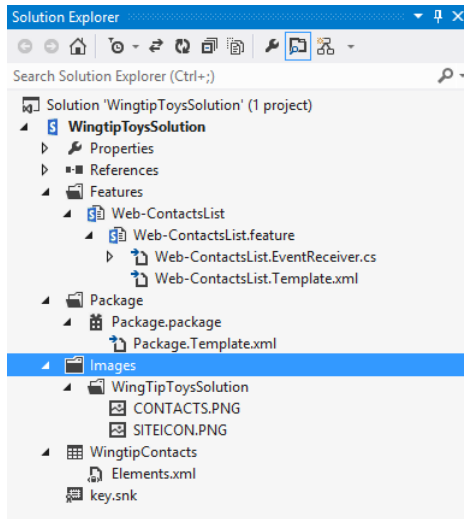 Solution Explorer
Search Solution Explorer (Ctrl+;)
Solution 'WingtipToysSolution' (1 project)
WingtipToysSolution
Properties
References
Features
Web-ContactsList
Web-ContactsList.feature
Web-ContactsList.EventReceiver.cs
Web-ContactsList.Template.xml
Package
Package.package
Package.Template.xml
Images
WingTipToysSolution
CONTACTS.PNG
SITEICON.PNG
WingtipContacts
Elements.xml
key.snk